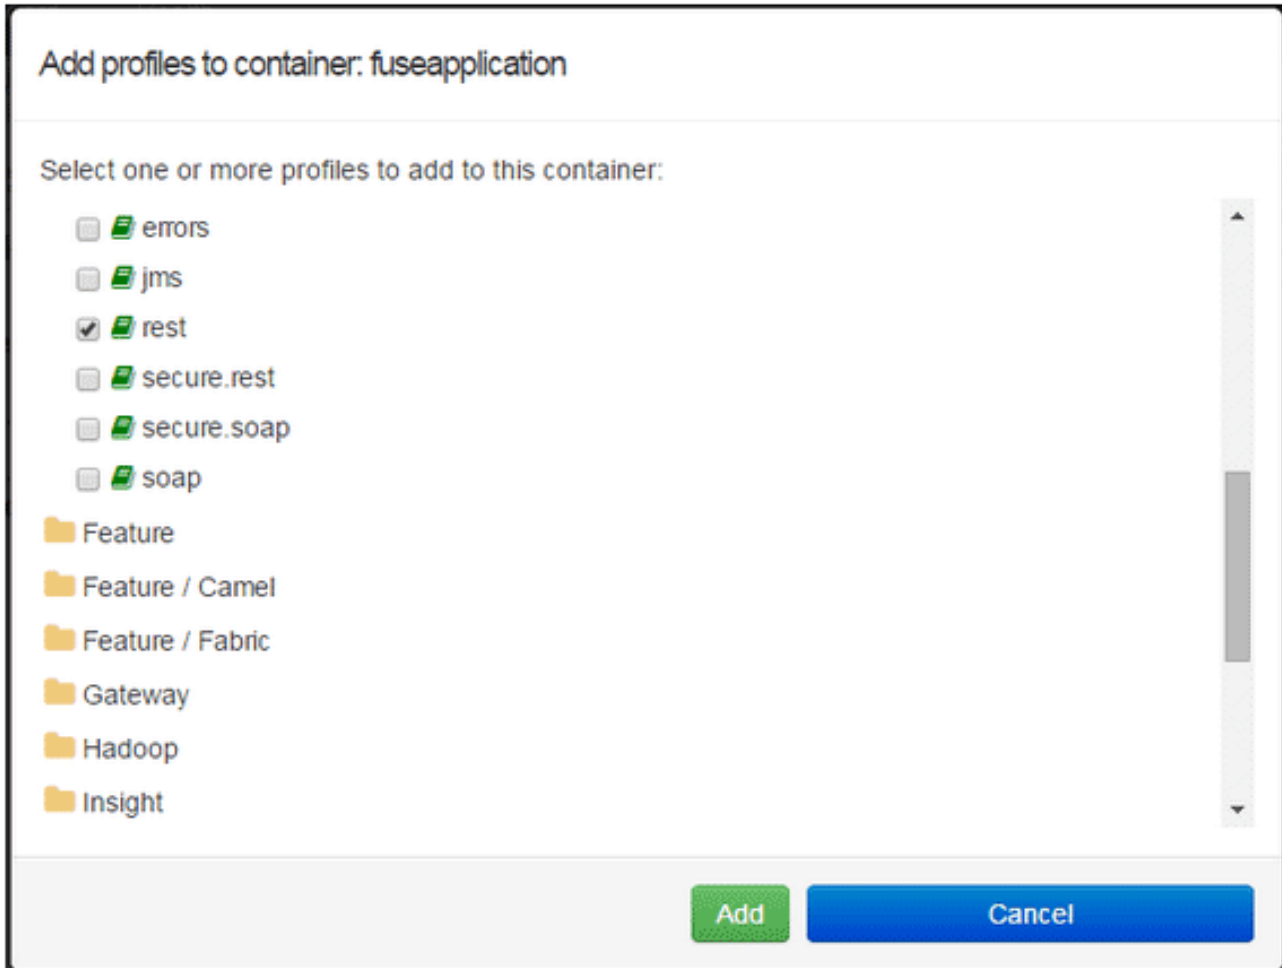 Add profiles to container: fuseapplication
Select one or more profiles to add to this container:
errors
jms
rest
secure.rest
secure.soap
soap
Feature
Feature / Camel
Feature / Fabric
Gateway
Hadoop
Insight
Add
Cancel